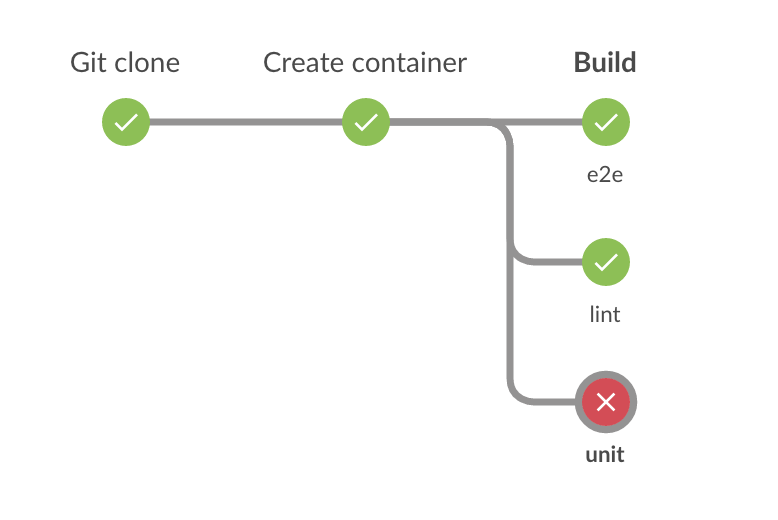 Git clone
Create container
Build
e2e
lint
unit